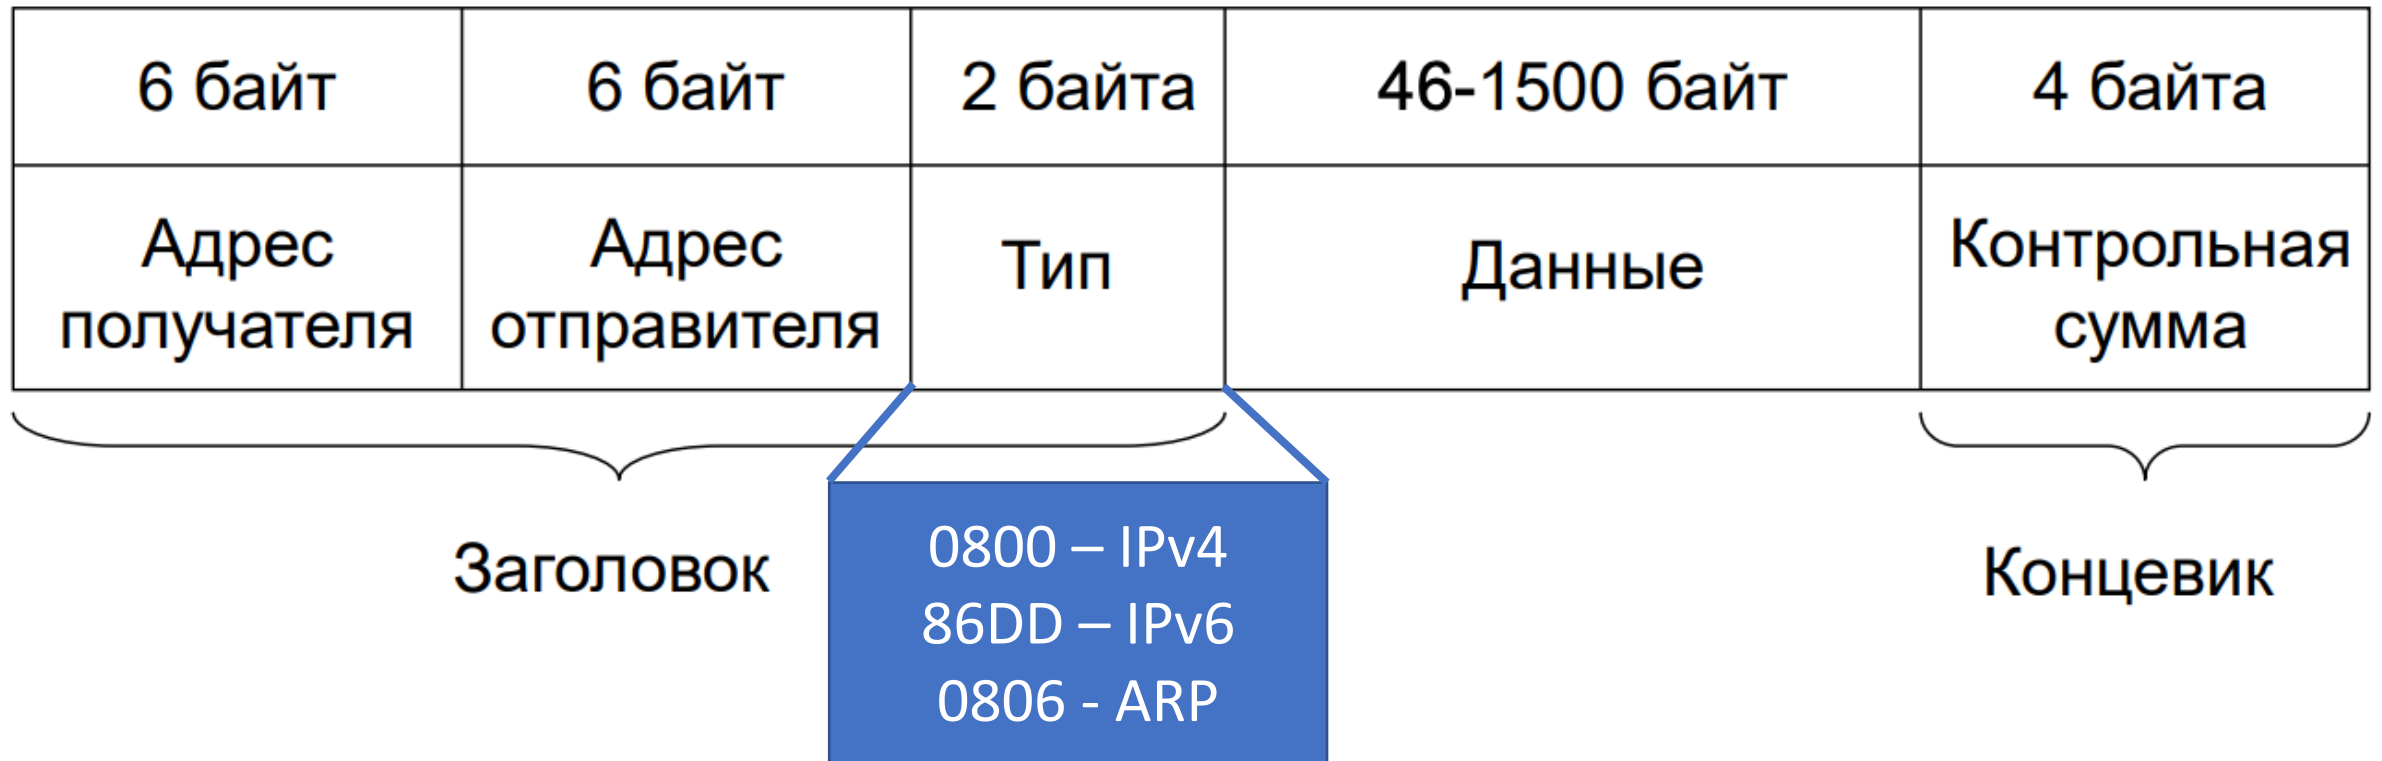 6 байт
6 байт
2 байта
46-1500 байт
4 байта
Адрес
получателя
Адрес
отправителя
Тип
Данные
Контрольная
сумма
Заголовок
0800 – IPv4
86DD – IPv6
0806 - ARP
Концевик